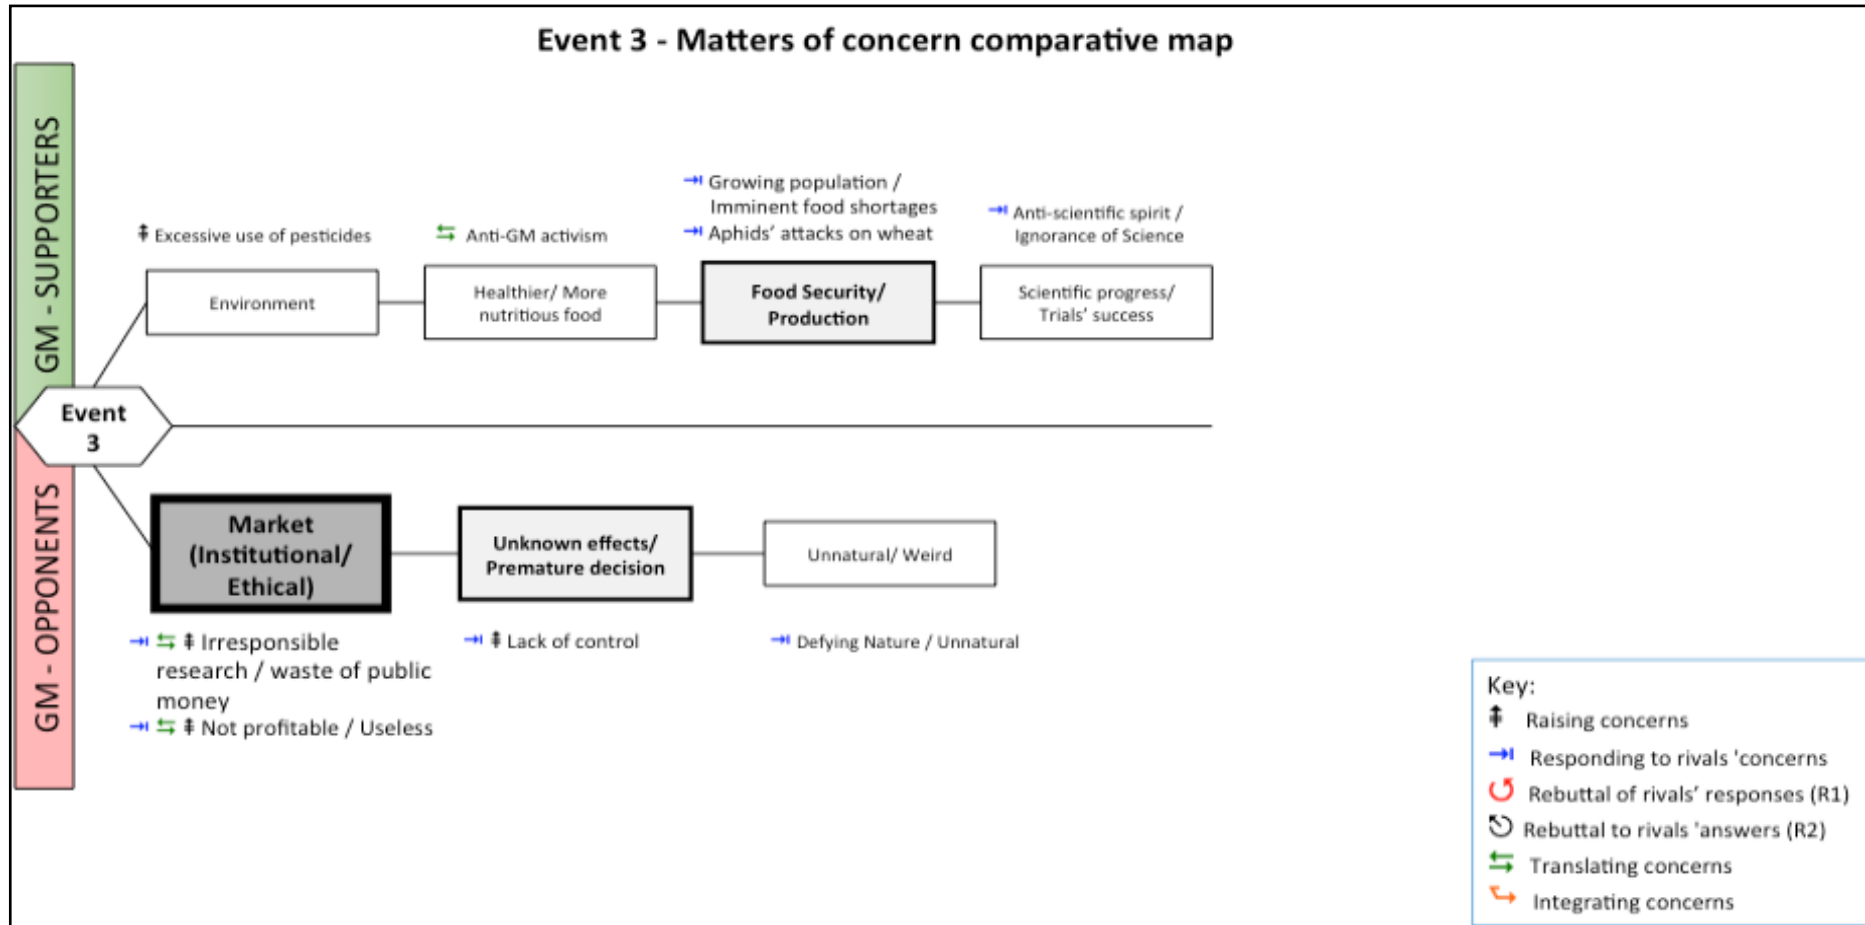 Event 3 - Matters of concern comparative map
GM - SUPPORTERS
Growing population /
Imminent food shortages
Aphids' attacks on wheat
Anti-scientific spirit /
Ignorance of Science
Excessive use of pesticides
Anti-GM activism
Environment
Healthier/ More
nutritious food
Food Security/
Production
Scientific progress/
Trials' success
Event
3
GM - OPPONENTS
Market
(Institutional/
Ethical)
Unknown effects/
Premature decision
Unnatural/ Weird
Irresponsible
research / waste of public
money
Not profitable / Useless
Lack of control
Defying Nature / Unnatural
Key:
Raising concerns
Responding to rivals 'concerns
Rebuttal of rivals' responses (R1)
Rebuttal to rivals 'answers (R2)
Translating concerns
Integrating concerns